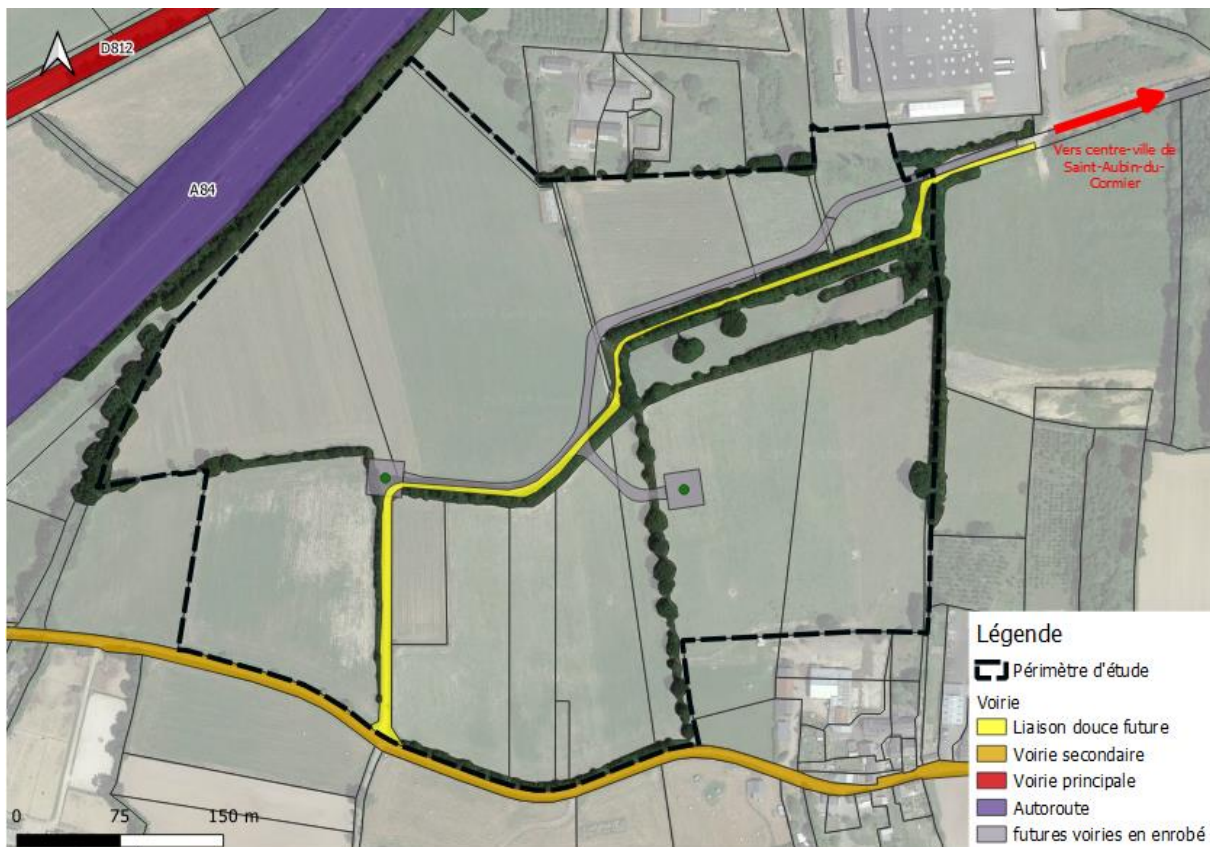 D812
A84
Vers centre-ville de
Saint-Aubin-du-
Cormier
Légende
Périmètre d'étude
Voirie
Liaison douce future
Voirie secondaire
Voirie principale
Autoroute
futures voiries en enrobé
0 75 150 m